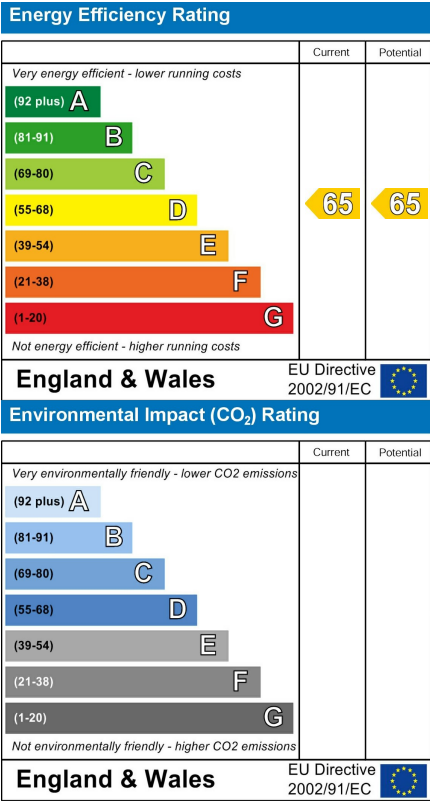 Energy Efficiency Rating
Current Potential
Very energy efficient - lower running costs
(92 plus) A
(81-91) B
(69-80) C
(55-68) D 65 65
(39-54) E
(21-38) F
(1-20) G
Not energy efficient - higher running costs
England & Wales
EU Directive
2002/91/EC
Environmental Impact (CO₂) Rating
Current Potential
Very environmentally friendly - lower CO2 emissions
(92 plus) A
(81-91) B
(69-80) C
(55-68) D
(39-54) E
(21-38) F
(1-20) G
Not environmentally friendly - higher CO2 emissions
England & Wales
EU Directive
2002/91/EC